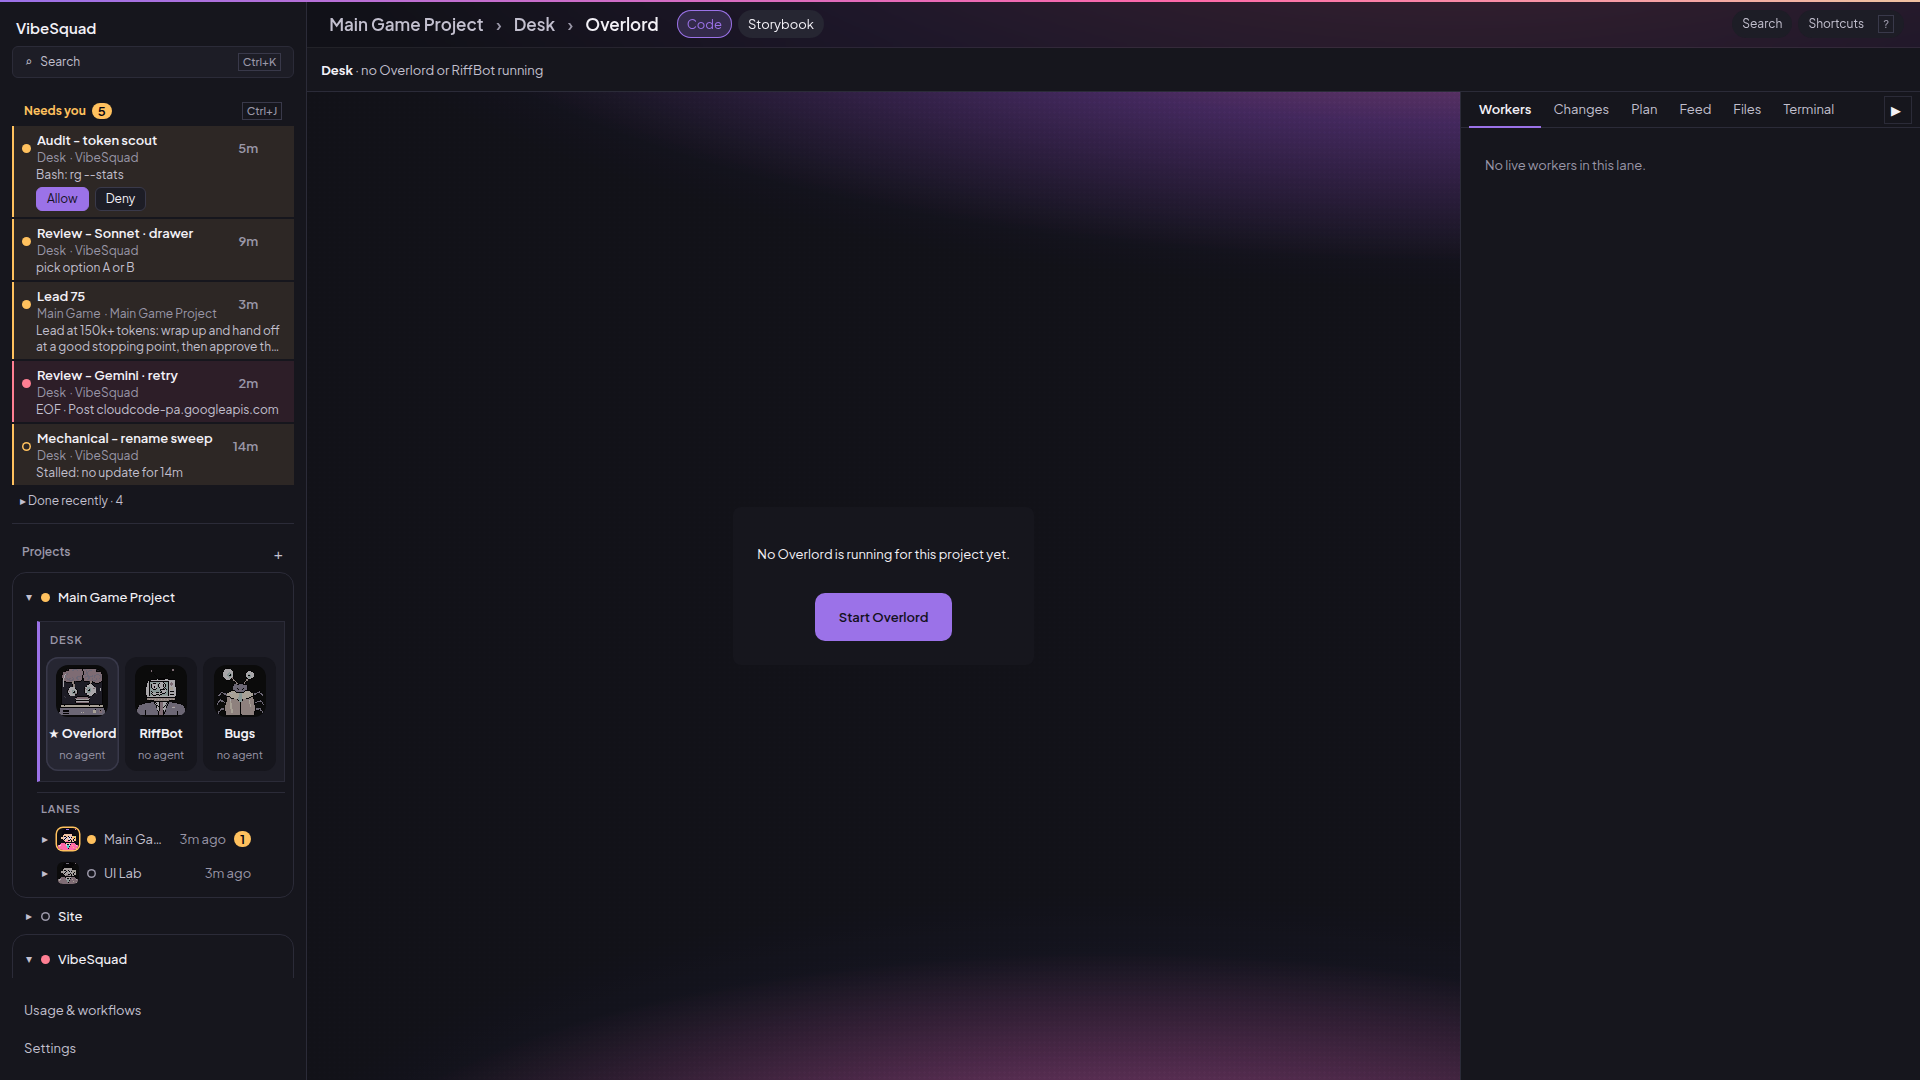 VibeSquad
Search Ctrl+K
Needs you 5 Ctrl+J
Audit – token scout 5m
Desk · VibeSquad
Bash: rg --stats
Allow Deny
Review – Sonnet · drawer 9m
Desk · VibeSquad
pick option A or B
Lead 75 3m
Main Game · Main Game Project
Lead at 150k+ tokens: wrap up and hand off
at a good stopping point, then approve th…
Review – Gemini · retry 2m
Desk · VibeSquad
EOF · Post cloudcode-pa.googleapis.com
Mechanical – rename sweep 14m
Desk · VibeSquad
Stalled: no update for 14m
▸ Done recently · 4
Projects +
▾ Main Game Project
DESK
★ Overlord RiffBot Bugs
no agent no agent no agent
LANES
▸ Main Ga… 3m ago 1
▸ UI Lab 3m ago
▸ Site
▾ VibeSquad
Usage & workflows
Settings
Main Game Project › Desk › Overlord Code Storybook Search Shortcuts ?
Desk · no Overlord or RiffBot running
No Overlord is running for this project yet.
Start Overlord
Workers Changes Plan Feed Files Terminal ▶
No live workers in this lane.